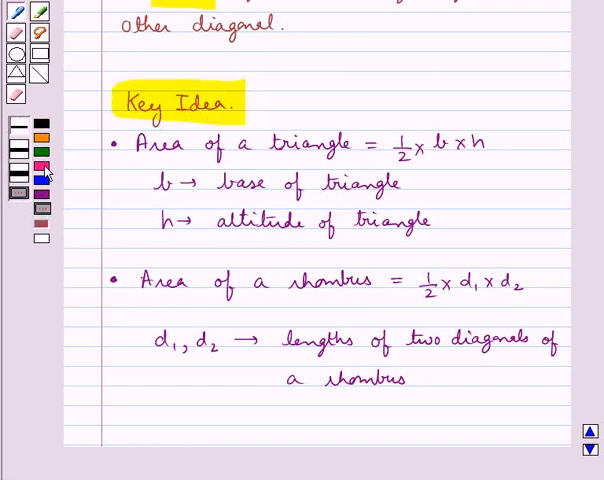 other diagonal.
Key Idea.
• Area of a triangle = 1/2 × b × h
b → base of triangle
h → altitude of triangle
• Area of a rhombus = 1/2 × d₁ × d₂
d₁, d₂ → lengths of two diagonals of
a rhombus